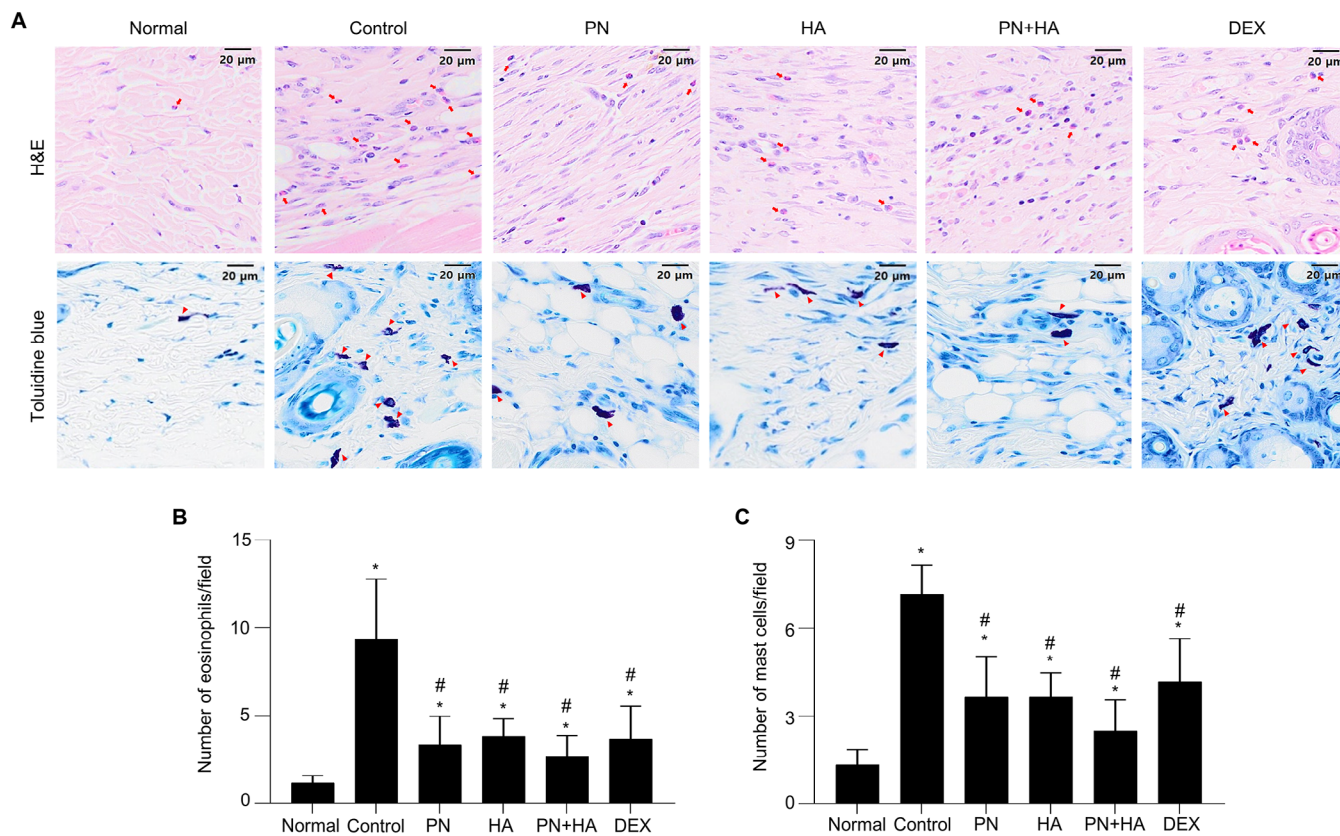 A
Normal Control PN HA PN+HA DEX
H&E
20 µm 20 µm 20 µm 20 µm 20 µm 20 µm
Toluidine blue
20 µm 20 µm 20 µm 20 µm 20 µm 20 µm
B
Number of eosinophils/field
15
10
5
0
*
#
*
#
*
#
*
#
*
Normal Control PN HA PN+HA DEX
C
Number of mast cells/field
9
6
3
0
*
#
*
#
*
#
*
#
*
Normal Control PN HA PN+HA DEX